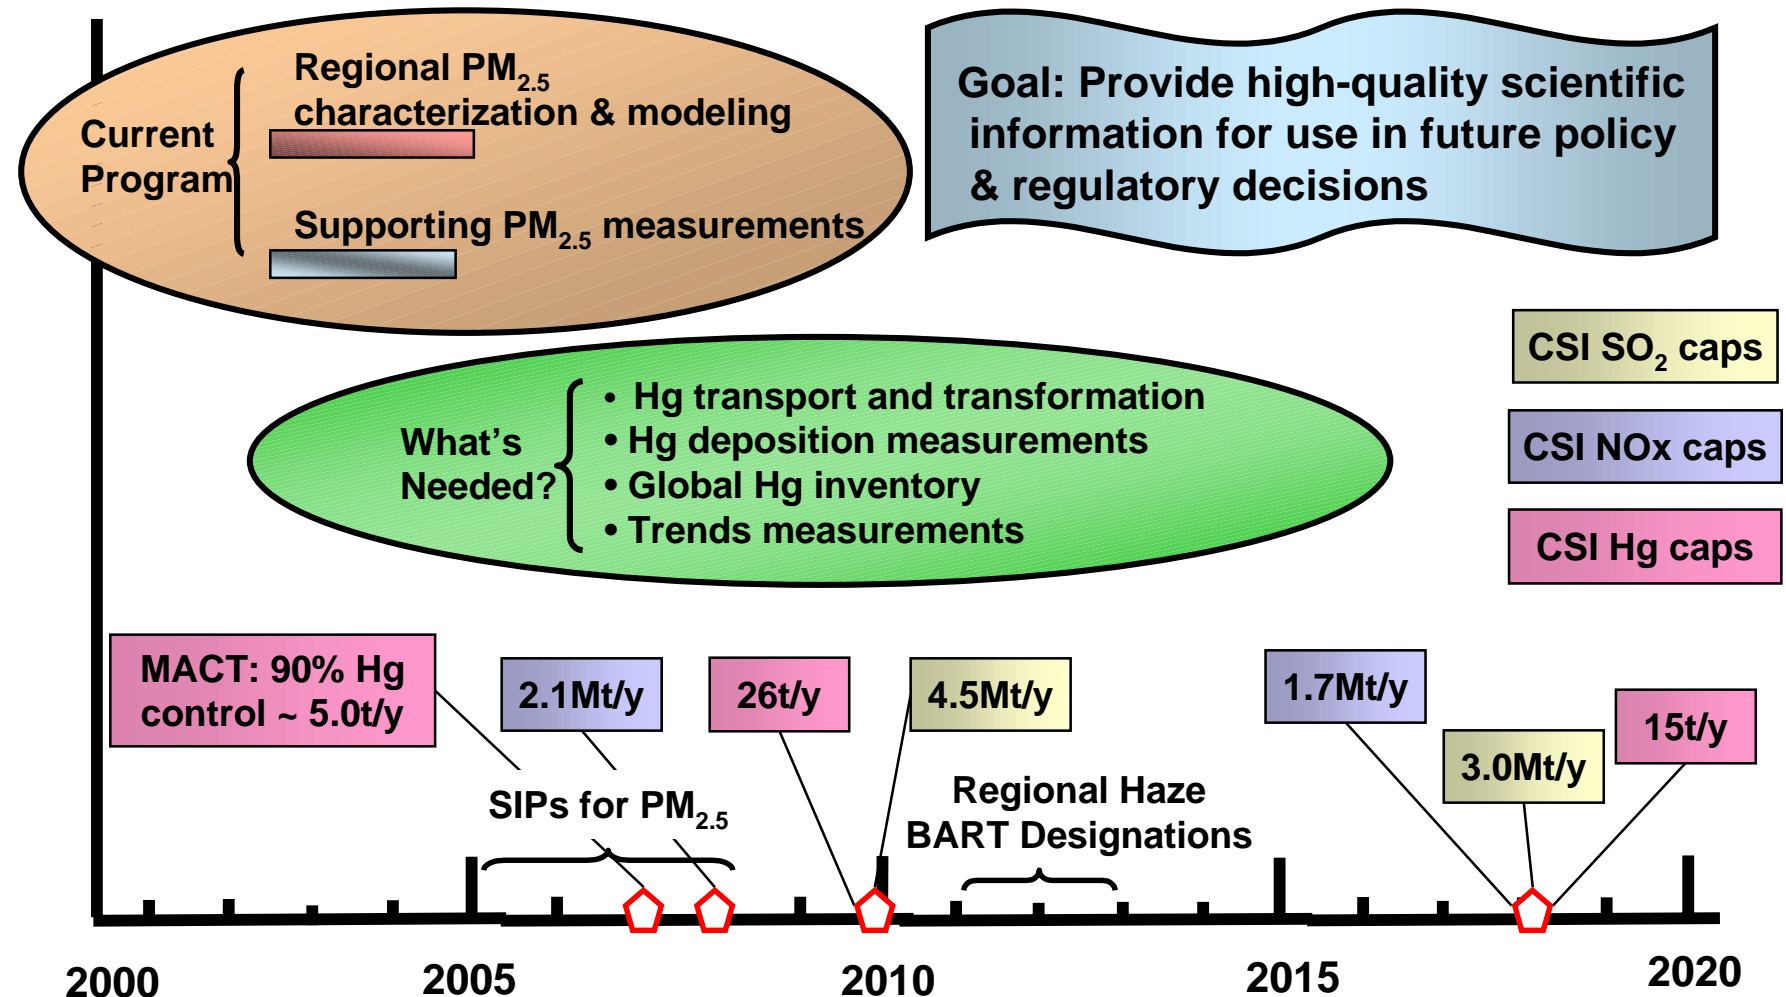 Regional PM2.5
characterization & modeling
Current
Program
Supporting PM2.5 measurements
Goal: Provide high-quality scientific
information for use in future policy
& regulatory decisions
What's
Needed?
• Hg transport and transformation
• Hg deposition measurements
• Global Hg inventory
• Trends measurements
CSI SO2 caps
CSI NOx caps
CSI Hg caps
MACT: 90% Hg
control ~ 5.0t/y
2.1Mt/y
26t/y
4.5Mt/y
1.7Mt/y
3.0Mt/y
15t/y
SIPs for PM2.5
Regional Haze
BART Designations
2000
2005
2010
2015
2020